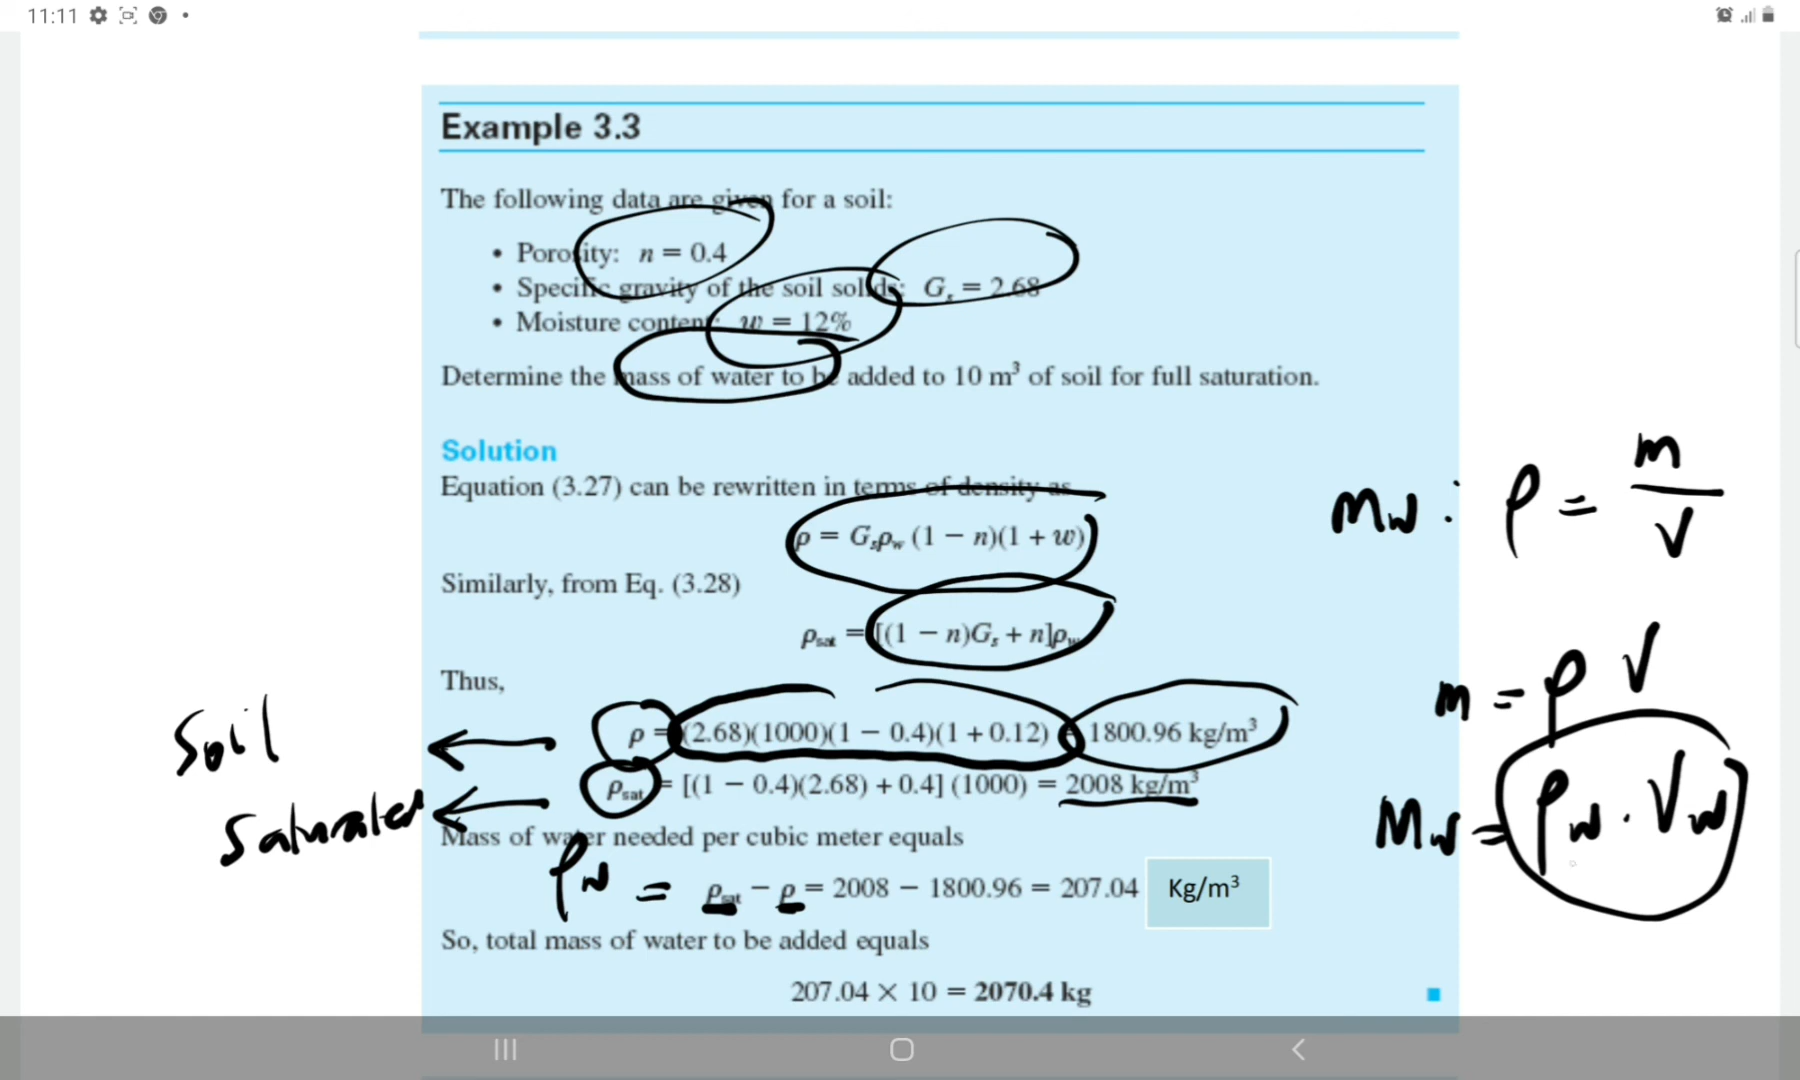 11:11
Example 3.3
The following data are given for a soil:
• Porosity: n = 0.4
• Specific gravity of the soil solids: Gs = 2.68
• Moisture content: w = 12%
Determine the mass of water to be added to 10 m³ of soil for full saturation.
Solution
Equation (3.27) can be rewritten in terms of density as
ρ = Gsρw (1 − n)(1 + w)
Similarly, from Eq. (3.28)
ρsat = [(1 − n)Gs + n]ρw
Thus,
ρ = (2.68)(1000)(1 − 0.4)(1 + 0.12) = 1800.96 kg/m³
ρsat = [(1 − 0.4)(2.68) + 0.4] (1000) = 2008 kg/m³
Mass of water needed per cubic meter equals
ρw = ρsat − ρ = 2008 − 1800.96 = 207.04 Kg/m³
So, total mass of water to be added equals
207.04 × 10 = 2070.4 kg
Soil
Saturated
Mw : ρ = m/V
m = ρ V
Mw = ρw . Vw